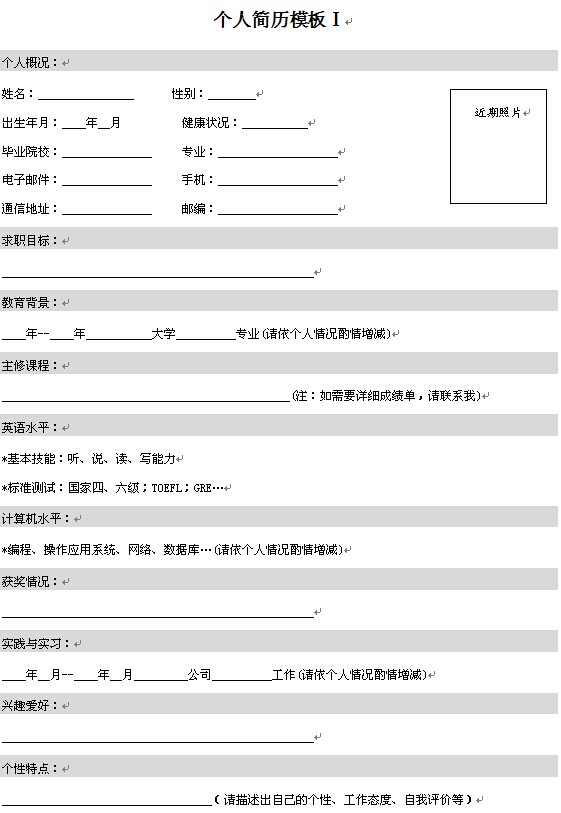 个人简历模板Ⅰ
个人概况：
姓名：________________ 性别：________
近期照片
出生年月：____年__月 健康状况：___________
毕业院校：_______________ 专业：____________________
电子邮件：_______________ 手机：____________________
通信地址：_______________ 邮编：____________________
求职目标：
____________________________________________________
教育背景：
____年--____年___________大学__________专业(请依个人情况酌情增减)
主修课程：
________________________________________________(注：如需要详细成绩单，请联系我)
英语水平：
*基本技能：听、说、读、写能力
*标准测试：国家四、六级；TOEFL；GRE…
计算机水平：
*编程、操作应用系统、网络、数据库…(请依个人情况酌情增减)
获奖情况：
____________________________________________________
实践与实习：
____年__月--____年__月_________公司__________工作(请依个人情况酌情增减)
兴趣爱好：
____________________________________________________
个性特点：
___________________________________(请描述出自己的个性、工作态度、自我评价等)